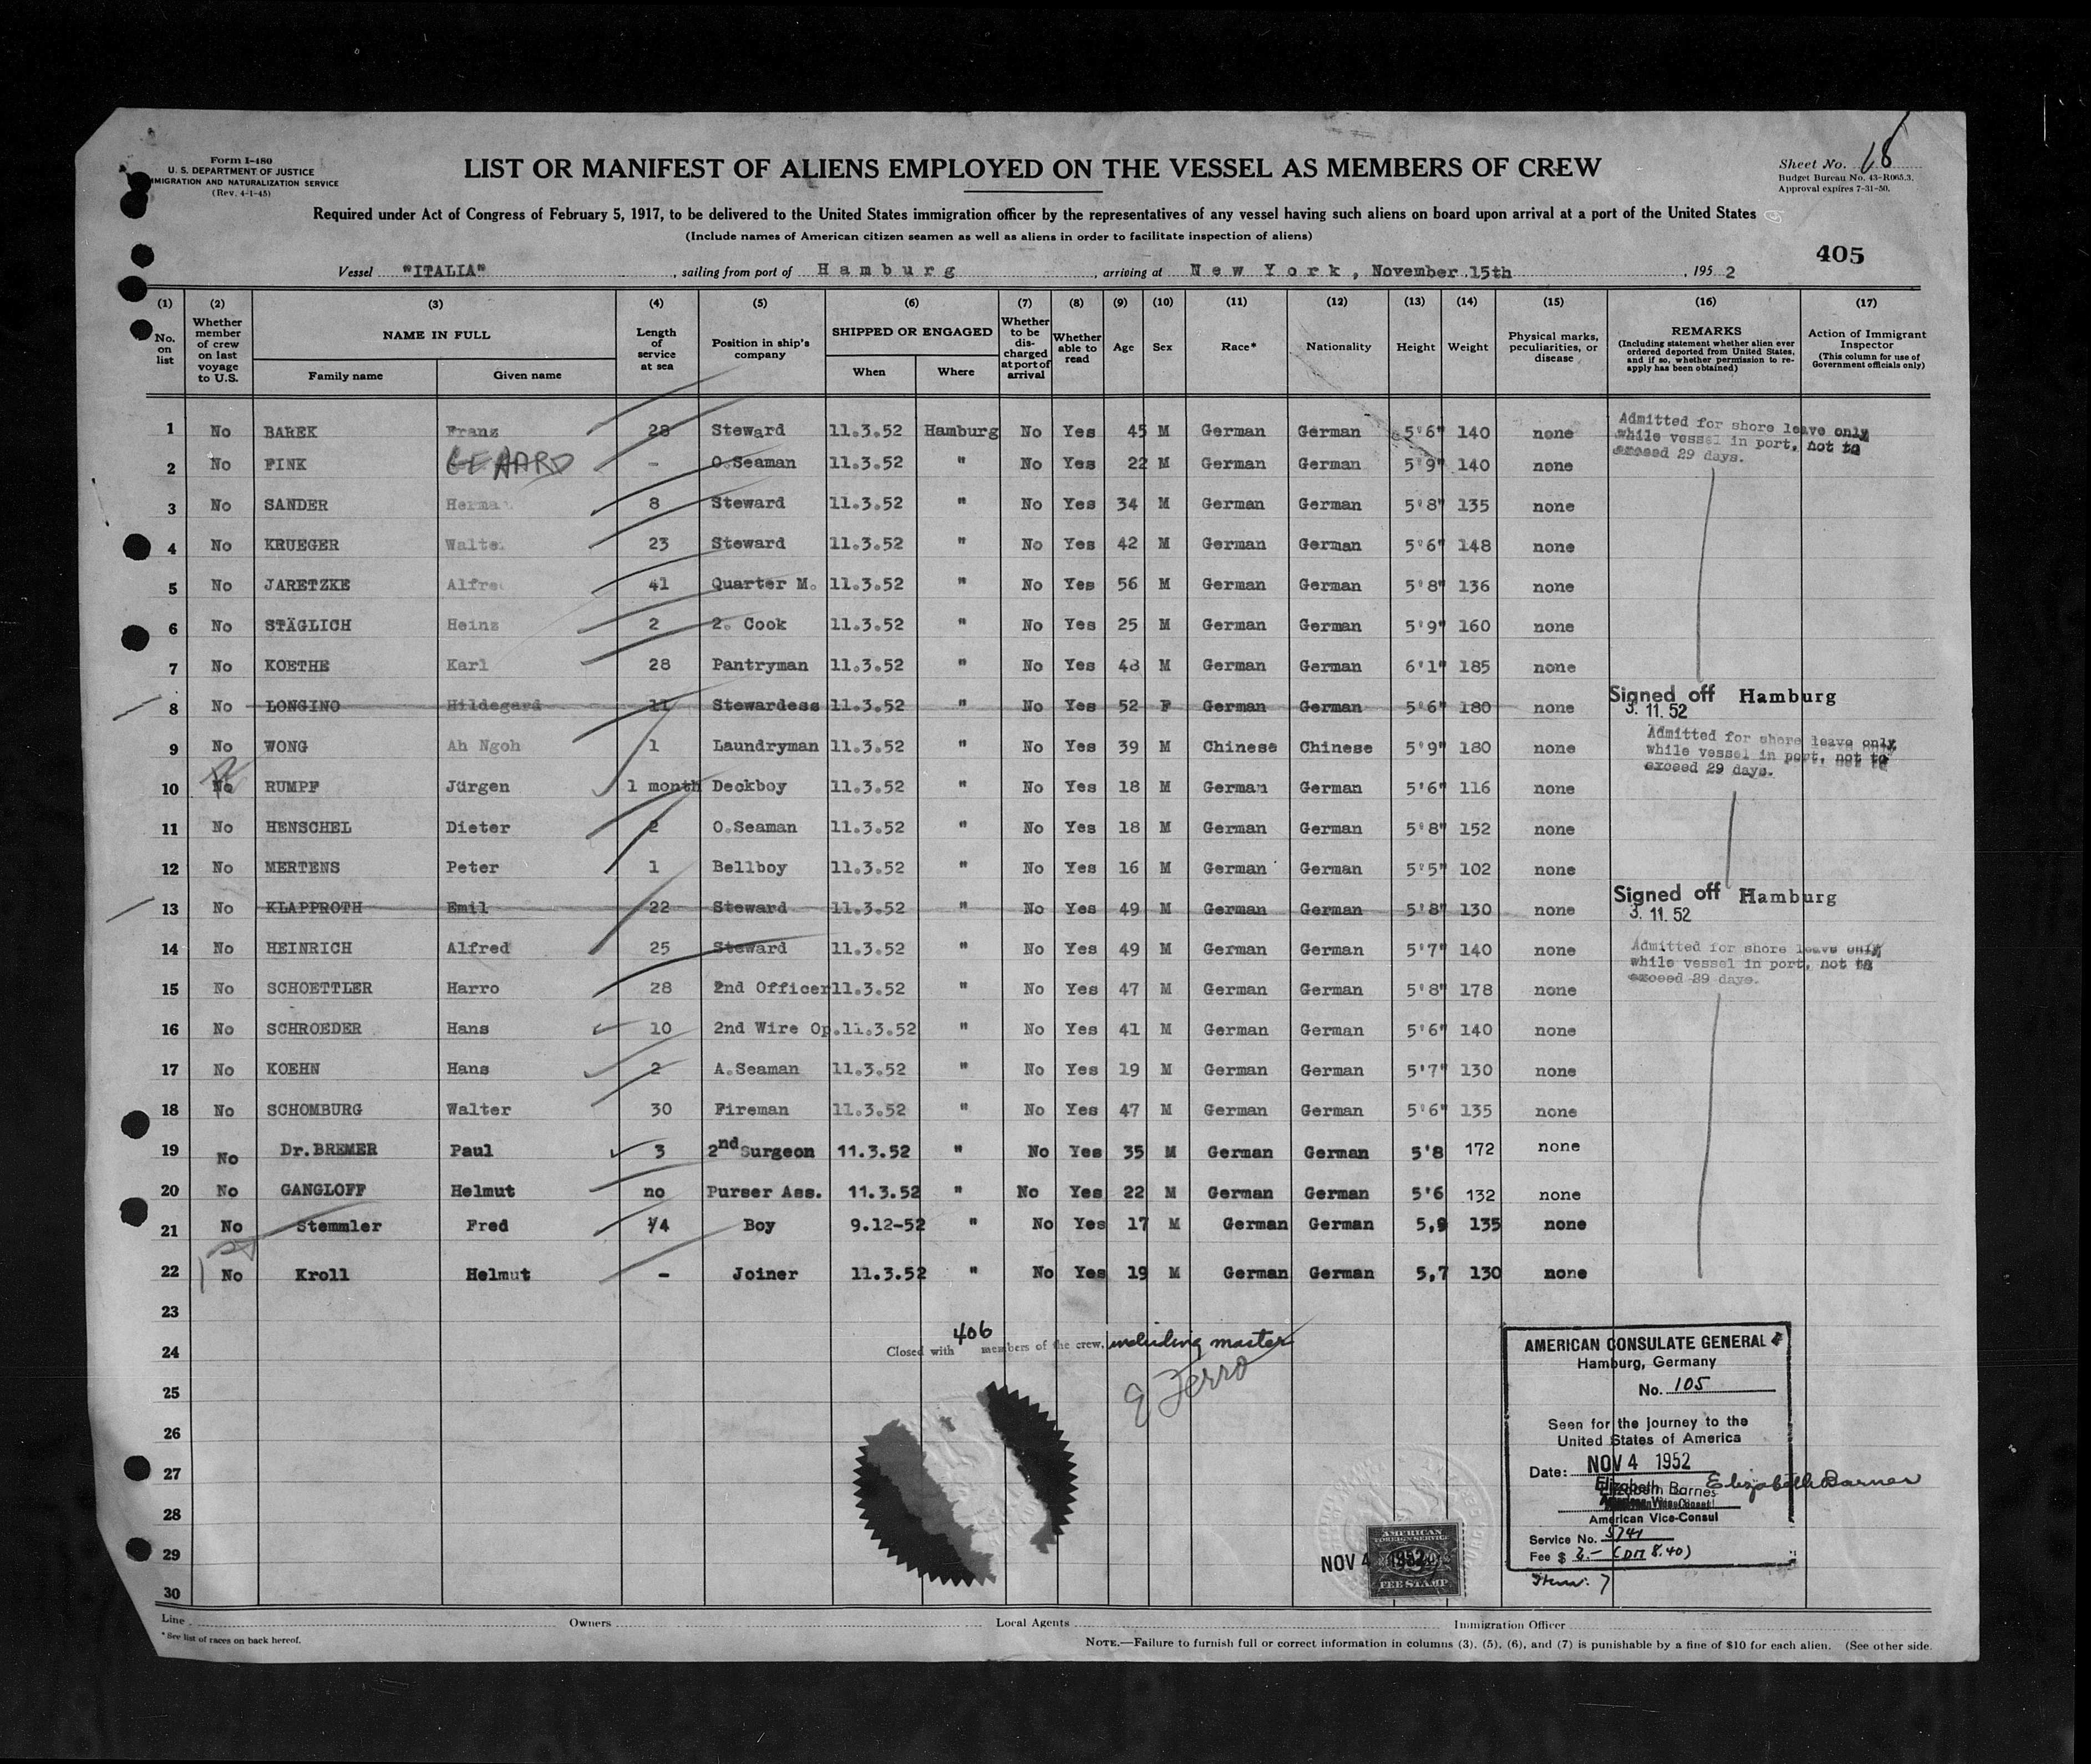 Form I-480
U. S. DEPARTMENT OF JUSTICE
IMMIGRATION AND NATURALIZATION SERVICE
(Rev. 4-1-45)
LIST OR MANIFEST OF ALIENS EMPLOYED ON THE VESSEL AS MEMBERS OF CREW
Sheet No. 18
Budget Bureau No. 43-R065.3.
Approval expires 7-31-50.
Required under Act of Congress of February 5, 1917, to be delivered to the United States immigration officer by the representatives of any vessel having such aliens on board upon arrival at a port of the United States
(Include names of American citizen seamen as well as aliens in order to facilitate inspection of aliens)
405
Vessel "ITALIA", sailing from port of Hamburg, arriving at New York, November 15th, 1952
(1) (2) (3) (4) (5) (6) (7) (8) (9) (10) (11) (12) (13) (14) (15) (16) (17)
No. on list
Whether member of crew on last voyage to U.S.
NAME IN FULL
Family name
Given name
Length of service at sea
Position in ship's company
SHIPPED OR ENGAGED
When
Where
Whether to be discharged at port of arrival
Whether able to read
Age
Sex
Race*
Nationality
Height
Weight
Physical marks, peculiarities, or disease
REMARKS
(Including statement whether alien ever ordered deported from United States, and if so, whether permission to reapply has been obtained)
Action of Immigrant Inspector
(This column for use of Government officials only)
1 No BAREK Franz 28 Steward 11.3.52 Hamburg No Yes 45 M German German 5'6" 140 none
Admitted for shore leave only
while vessel in port, not to
exceed 29 days.
2 No FINK GEHARD - O.Seaman 11.3.52 " No Yes 22 M German German 5'9" 140 none
3 No SANDER Herma 8 Steward 11.3.52 " No Yes 34 M German German 5'8" 135 none
4 No KRUEGER Walte 23 Steward 11.3.52 " No Yes 42 M German German 5'6" 148 none
5 No JARETZKE Alfre 41 Quarter M. 11.3.52 " No Yes 56 M German German 5'8" 136 none
6 No STÄGLICH Heinz 2 2. Cook 11.3.52 " No Yes 25 M German German 5'9" 160 none
7 No KOETHE Karl 28 Pantryman 11.3.52 " No Yes 48 M German German 6'1" 185 none
8 No LONGINO Hildegard 11 Stewardess 11.3.52 " No Yes 52 F German German 5'6" 180 none
Signed off Hamburg
3. 11. 52
9 No WONG Ah Ngoh 1 Laundryman 11.3.52 " No Yes 39 M Chinese Chinese 5'9" 180 none
Admitted for shore leave only
while vessel in port, not to
exceed 29 days.
10 No RUMPF Jürgen 1 month Deckboy 11.3.52 " No Yes 18 M German German 5'6" 116 none
11 No HENSCHEL Dieter 2 O.Seaman 11.3.52 " No Yes 18 M German German 5'8" 152 none
12 No MERTENS Peter 1 Bellboy 11.3.52 " No Yes 16 M German German 5'5" 102 none
13 No KLAPPROTH Emil 22 Steward 11.3.52 " No Yes 49 M German German 5'8" 130 none
Signed off Hamburg
3. 11. 52
14 No HEINRICH Alfred 25 Steward 11.3.52 " No Yes 49 M German German 5'7" 140 none
Admitted for shore leave only
while vessel in port, not to
exceed 29 days.
15 No SCHOETTLER Harro 28 2nd Officer 11.3.52 " No Yes 47 M German German 5'8" 178 none
16 No SCHROEDER Hans 10 2nd Wire Op. 11.3.52 " No Yes 41 M German German 5'6" 140 none
17 No KOEHN Hans 2 A.Seaman 11.3.52 " No Yes 19 M German German 5'7" 130 none
18 No SCHOMBURG Walter 30 Fireman 11.3.52 " No Yes 47 M German German 5'6" 135 none
19 No Dr.BREMER Paul 3 2nd Surgeon 11.3.52 " No Yes 35 M German German 5'8 172 none
20 No GANGLOFF Helmut no Purser Ass. 11.3.52 " No Yes 22 M German German 5'6 132 none
21 No Stemmler Fred 1/4 Boy 9.12-52 " No Yes 17 M German German 5,9 135 none
22 No Kroll Helmut - Joiner 11.3.52 " No Yes 19 M German German 5,7 130 none
23
24
Closed with 406 members of the crew, including master
E Ferro
25
26
27
28
29
30
AMERICAN CONSULATE GENERAL
Hamburg, Germany
No. 105
Seen for the journey to the
United States of America
Date: NOV 4 1952
Elizabeth Barnes
Elizabeth Barnes
American Vice-Consul
Service No. 5741
Fee $ 2.- (DM 8.40)
Item: 7
NOV 4 1952
AMERICAN
FOREIGN SERVICE
FEE STAMP
Line Owners Local Agents Immigration Officer
* See list of races on back hereof.
NOTE.—Failure to furnish full or correct information in columns (3), (5), (6), and (7) is punishable by a fine of $10 for each alien. (See other side.